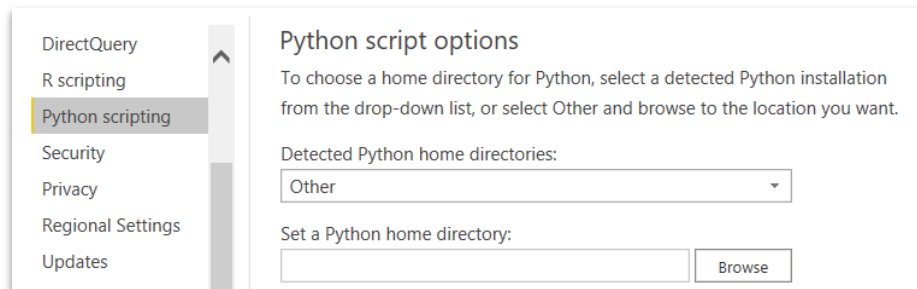 DirectQuery
R scripting
Python scripting
Security
Privacy
Regional Settings
Updates
Python script options
To choose a home directory for Python, select a detected Python installation
from the drop-down list, or select Other and browse to the location you want.
Detected Python home directories:
Other
Set a Python home directory:
Browse